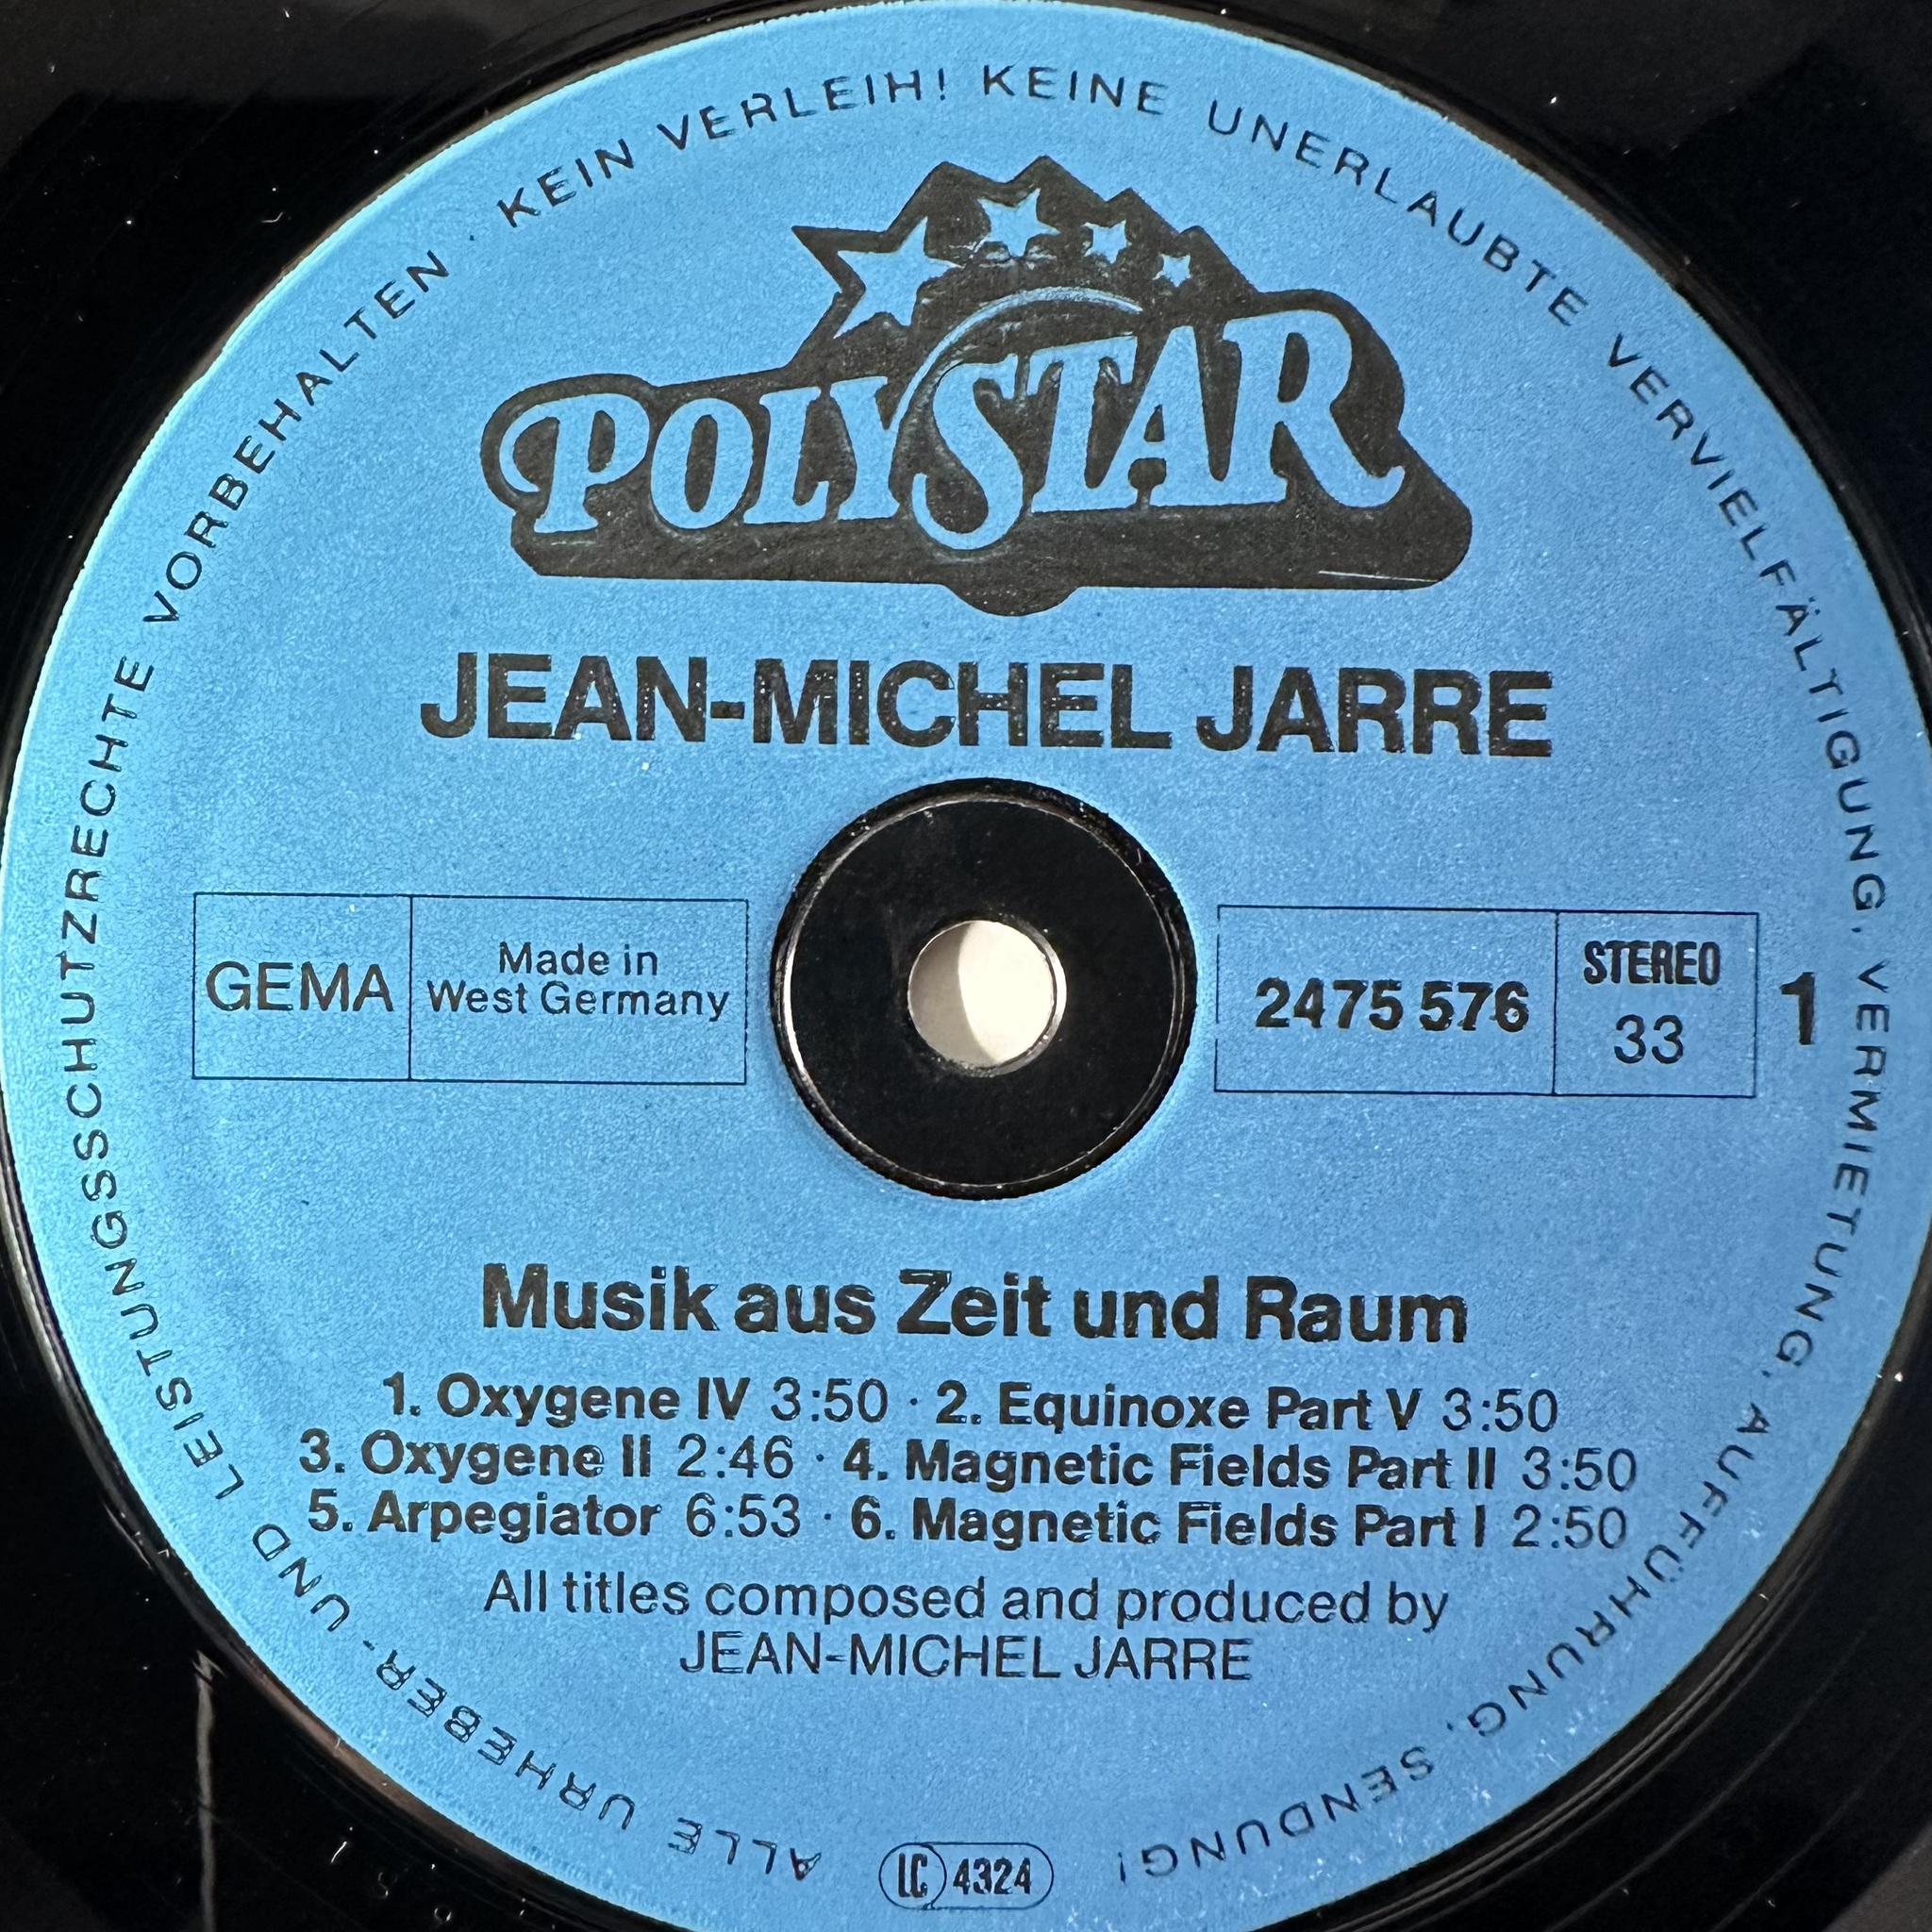 ALLE URHEBER- UND LEISTUNGSSCHUTZRECHTE VORBEHALTEN · KEIN VERLEIH! KEINE UNERLAUBTE VERVIELFÄLTIGUNG, VERMIETUNG, AUFFÜHRUNG, SENDUNG!
POLYSTAR
JEAN-MICHEL JARRE
GEMA
Made in
West Germany
2475 576
STEREO
33
1
Musik aus Zeit und Raum
1. Oxygene IV 3:50 · 2. Equinoxe Part V 3:50
3. Oxygene II 2:46 · 4. Magnetic Fields Part II 3:50
5. Arpegiator 6:53 · 6. Magnetic Fields Part I 2:50
All titles composed and produced by
JEAN-MICHEL JARRE
LC 4324